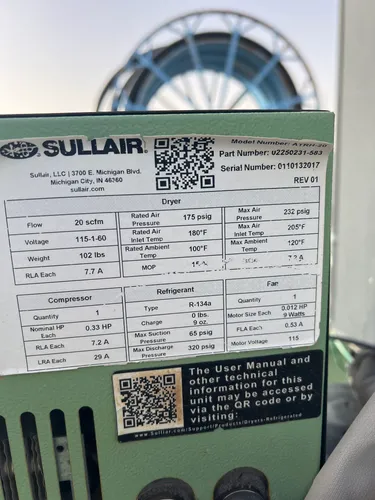 SULLAIR
Sullair, LLC | 3700 E. Michigan Blvd.
Michigan City, IN 46360
sullair.com
Part Number: 02250231-583
Serial Number: 0110132017
REV 01
Dryer
Flow 20 scfm Rated Air Pressure 175 psig Max Air Pressure 232 psig
Voltage 115-1-60 Rated Air Inlet Temp 180°F Max Air Inlet Temp 205°F
Weight 102 lbs Rated Ambient Temp 100°F Max Ambient Temp 120°F
RLA Each 7.7 A MOP
Compressor
Quantity 1
Nominal HP Each 0.33 HP
RLA Each 7.2 A
LRA Each 29 A
Refrigerant
Type R-134a
Charge 0 lbs. 9 oz.
Max Suction Pressure 65 psig
Max Discharge Pressure 320 psig
Fan
Quantity 1
Motor Size Each 0.012 HP 9 Watts
FLA Each 0.53 A
Motor Voltage 115
The User Manual and
other technical
information for this
unit may be accessed
via the QR code or by
visiting:
www.Sullair.com/Support/Products/Dryers-Refrigerated